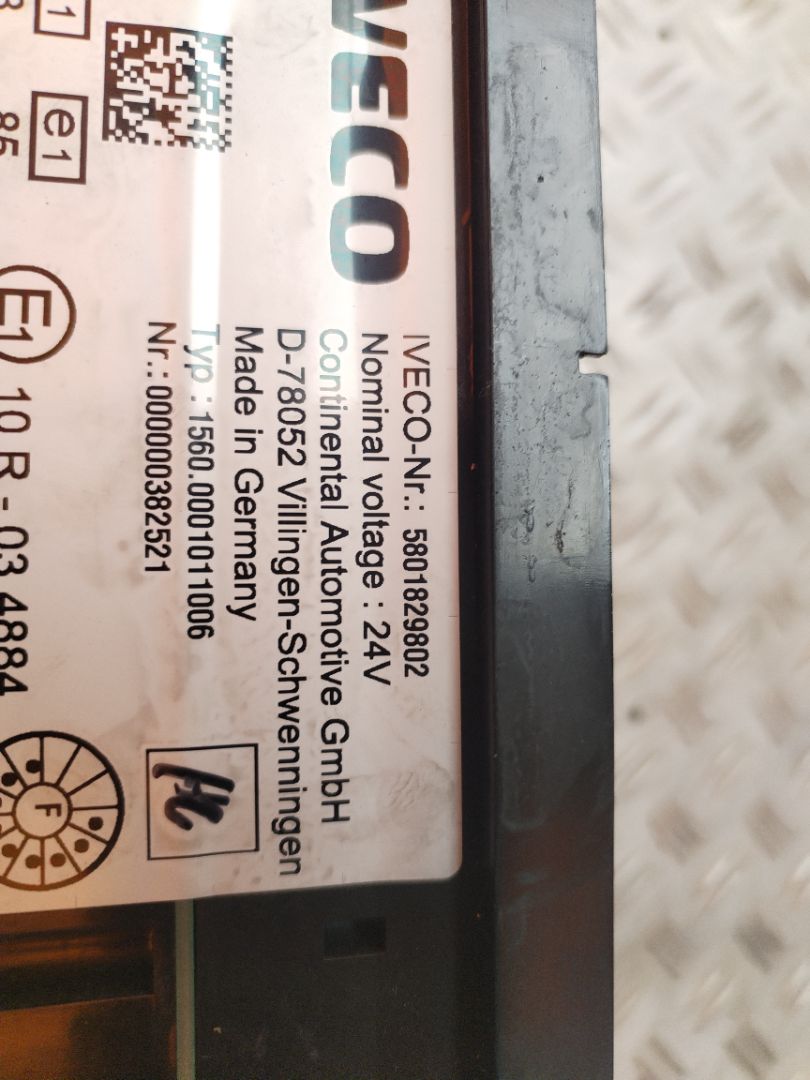 IVECO
IVECO-Nr.: 5801829802
Nominal voltage : 24V
Continental Automotive GmbH
D-78052 Villingen-Schwenningen
Made in Germany
Typ : 1560.0001011006
Nr.: 000000382521
e1
E1 10 R - 03 4884
F